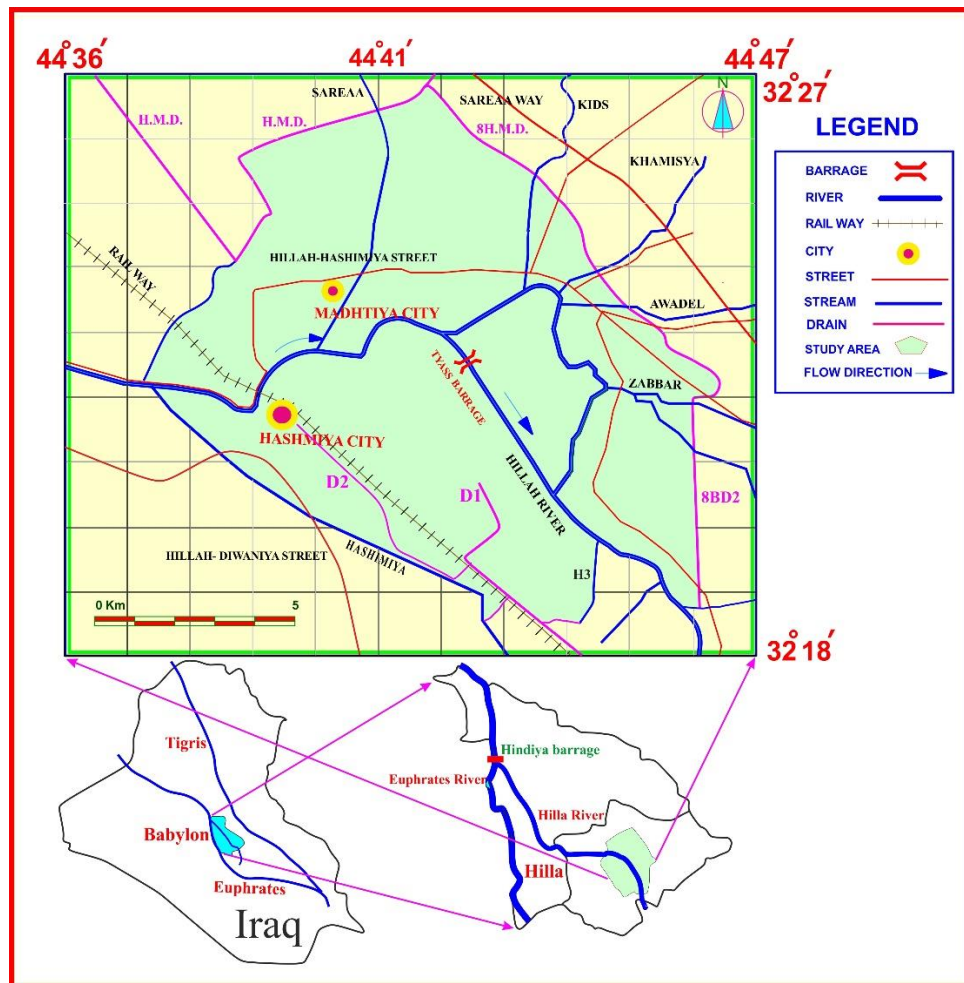 44°36′
44°41′
44°47′
32°27′
N
SAREEA
SAREAA WAY
KIDS
H.M.D.
H.M.D.
8H.M.D.
KHAMISYA
RAIL WAY
HILLAH-HASHIMIYA STREET
MADHTIYA CITY
AWADEL
TYASS BARRAGE
ZABBAR
HASHMIYA CITY
D2
D1
HILLAH RIVER
8BD2
HILLAH- DIWANIYA STREET
HASHIMIYA
H3
0 Km
5
32°18′
LEGEND
BARRAGE
RIVER
RAIL WAY
CITY
STREET
STREAM
DRAIN
STUDY AREA
FLOW DIRECTION
Tigris
Babylon
Euphrates
Iraq
Hindiya barrage
Euphrates River
Hilla River
Hilla